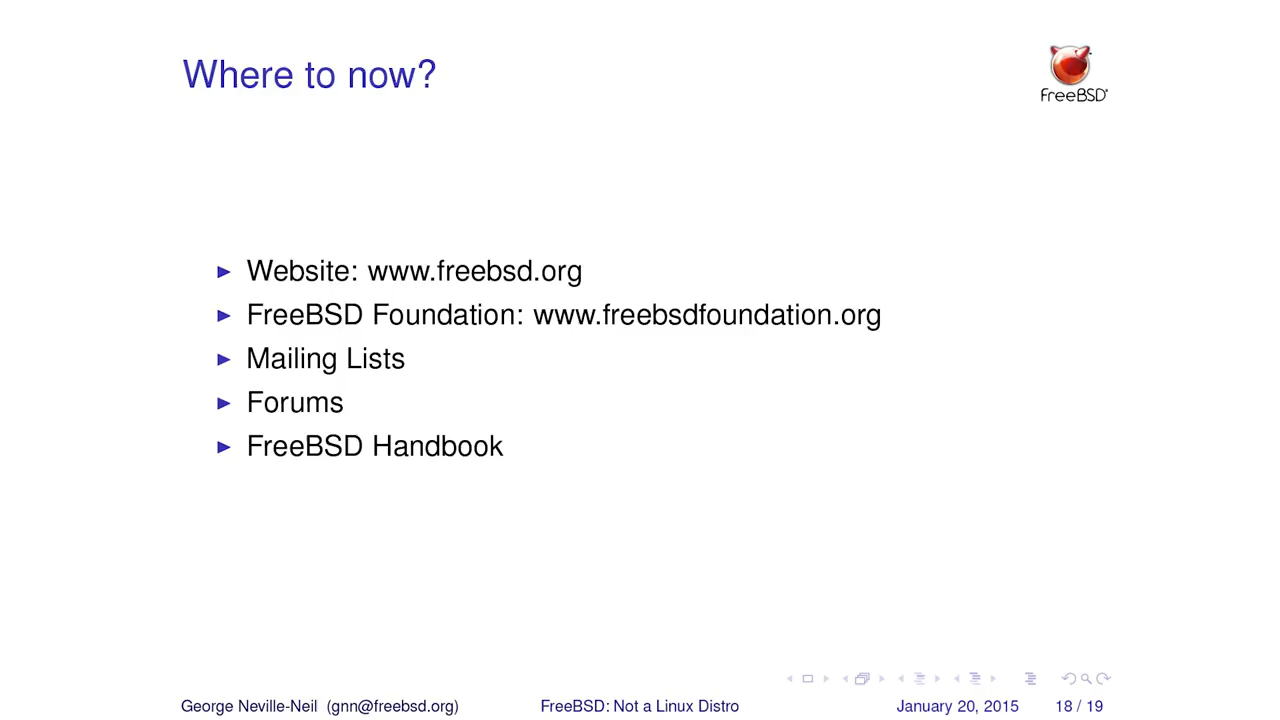 Where to now?
FreeBSD
Website: www.freebsd.org
FreeBSD Foundation: www.freebsdfoundation.org
Mailing Lists
Forums
FreeBSD Handbook
George Neville-Neil (gnn@freebsd.org) FreeBSD: Not a Linux Distro January 20, 2015 18 / 19